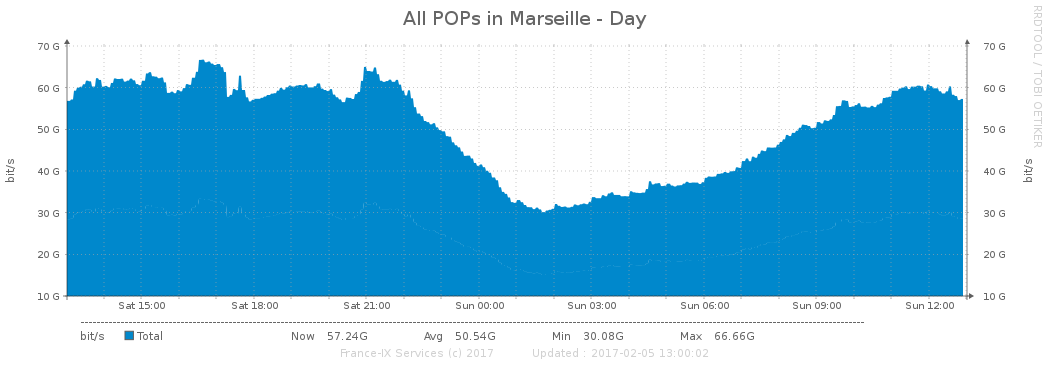 All POPs in Marseille - Day
RRDTOOL / TOBI OETIKER
70 G 70 G
60 G 60 G
50 G 50 G
40 G 40 G
30 G 30 G
20 G 20 G
10 G 10 G
bit/s bit/s
Sat 15:00 Sat 18:00 Sat 21:00 Sun 00:00 Sun 03:00 Sun 06:00 Sun 09:00 Sun 12:00
bit/s Total Now 57.24G Avg 50.54G Min 30.08G Max 66.66G
France-IX Services (c) 2017 Updated : 2017-02-05 13:00:02